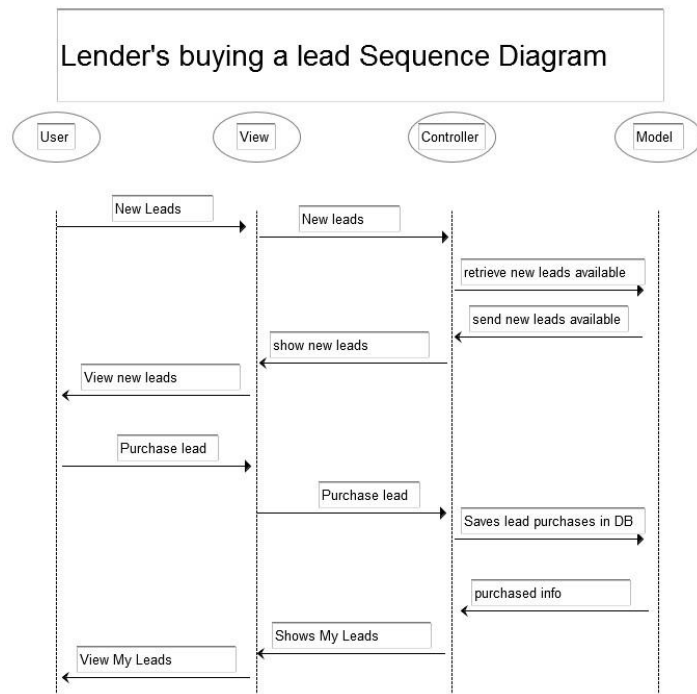 Lender's buying a lead Sequence Diagram
User
View
Controller
Model
New Leads
New leads
retrieve new leads available
send new leads available
show new leads
View new leads
Purchase lead
Purchase lead
Saves lead purchases in DB
purchased info
Shows My Leads
View My Leads